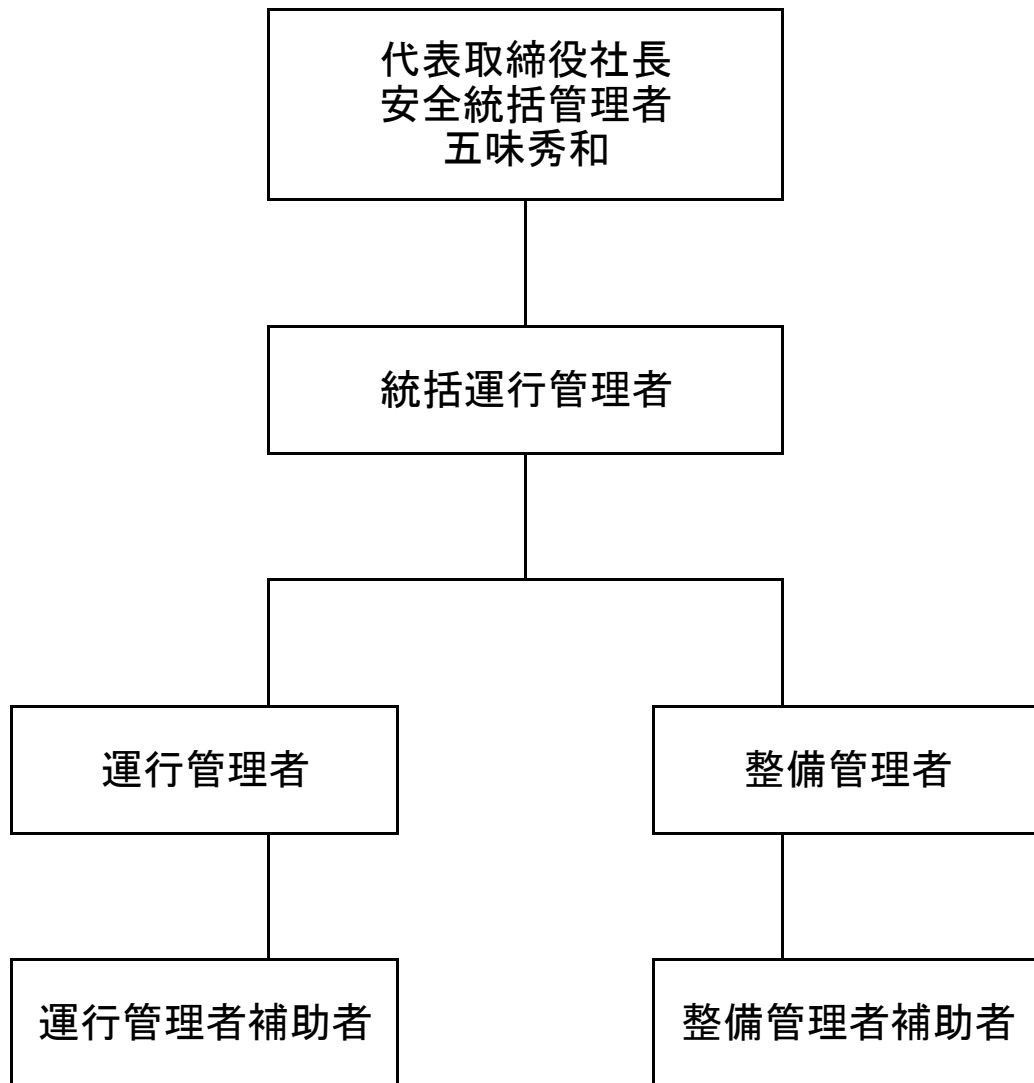 代表取締役社長
安全統括管理者
五味秀和
統括運行管理者
運行管理者
整備管理者
運行管理者補助者
整備管理者補助者